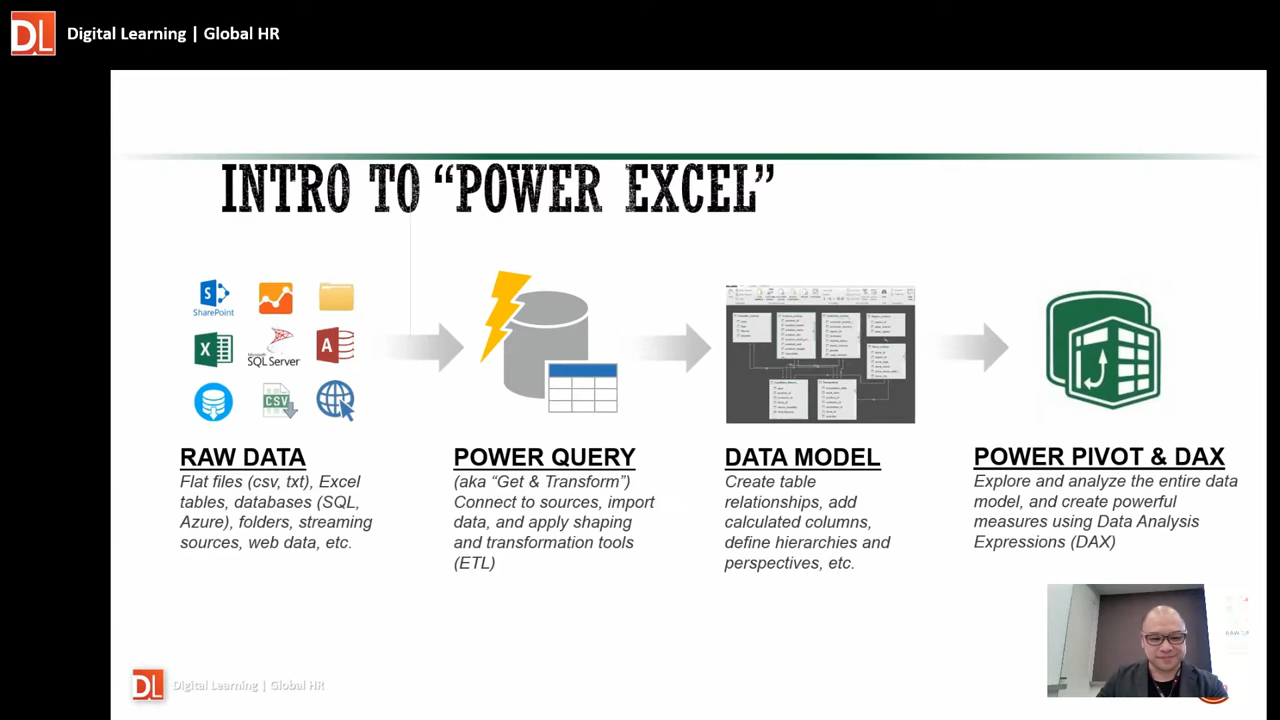 DL Digital Learning | Global HR
INTRO TO “POWER EXCEL”
SharePoint
Microsoft
SQL Server
CSV
RAW DATA
Flat files (csv, txt), Excel
tables, databases (SQL,
Azure), folders, streaming
sources, web data, etc.
POWER QUERY
(aka “Get & Transform”)
Connect to sources, import
data, and apply shaping
and transformation tools
(ETL)
DATA MODEL
Create table
relationships, add
calculated columns,
define hierarchies and
perspectives, etc.
POWER PIVOT & DAX
Explore and analyze the entire data
model, and create powerful
measures using Data Analysis
Expressions (DAX)
DL Digital Learning | Global HR